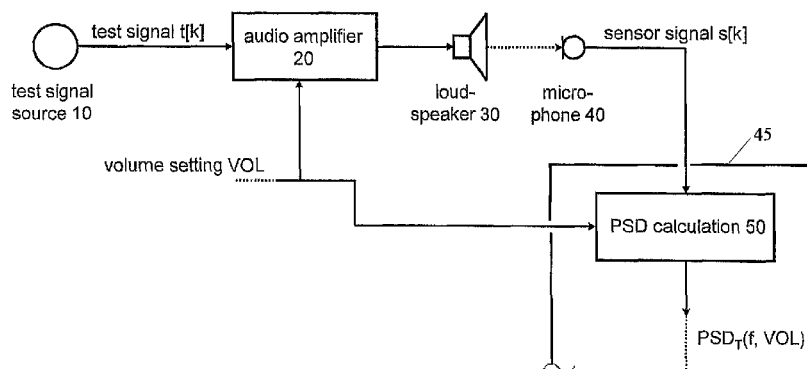 test signal t[k]
audio amplifier
20
sensor signal s[k]
test signal
source 10
loud-
speaker 30
micro-
phone 40
45
volume setting VOL
PSD calculation 50
PSD_T(f, VOL)